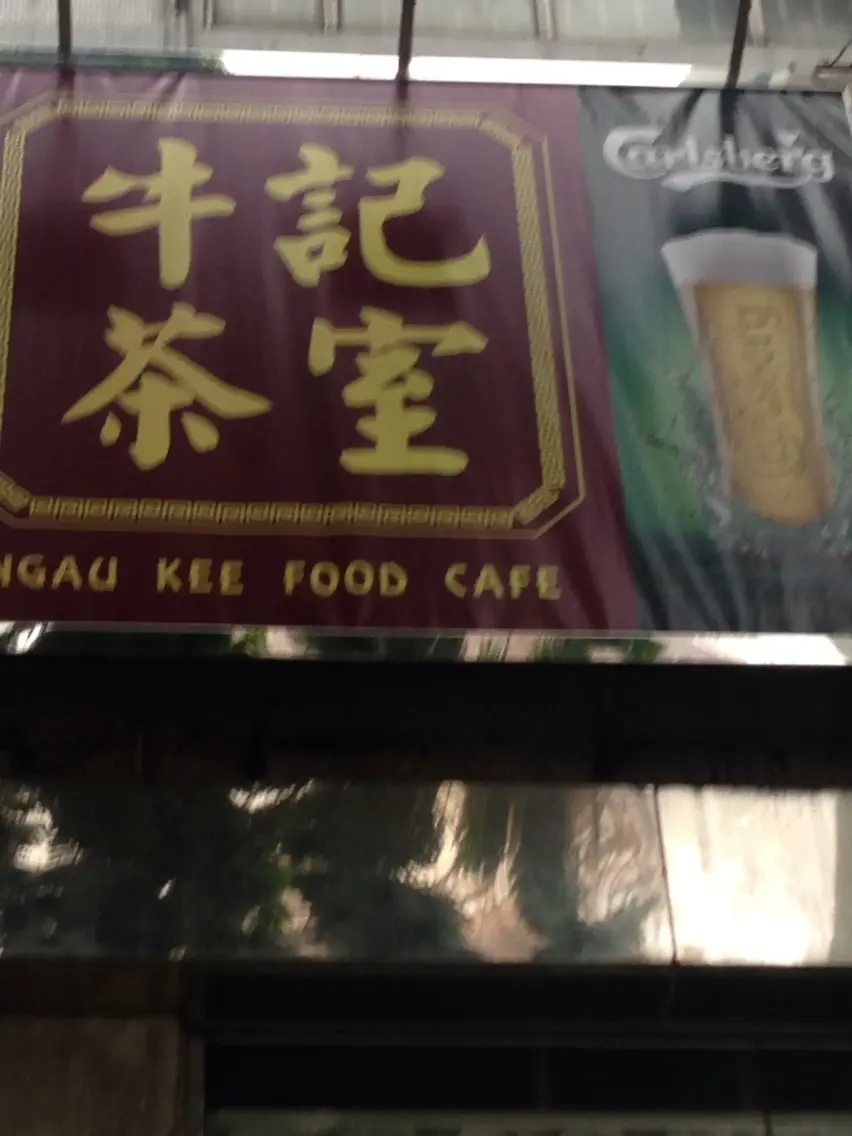 牛記
茶室
NGAU KEE FOOD CAFE
Carlsberg